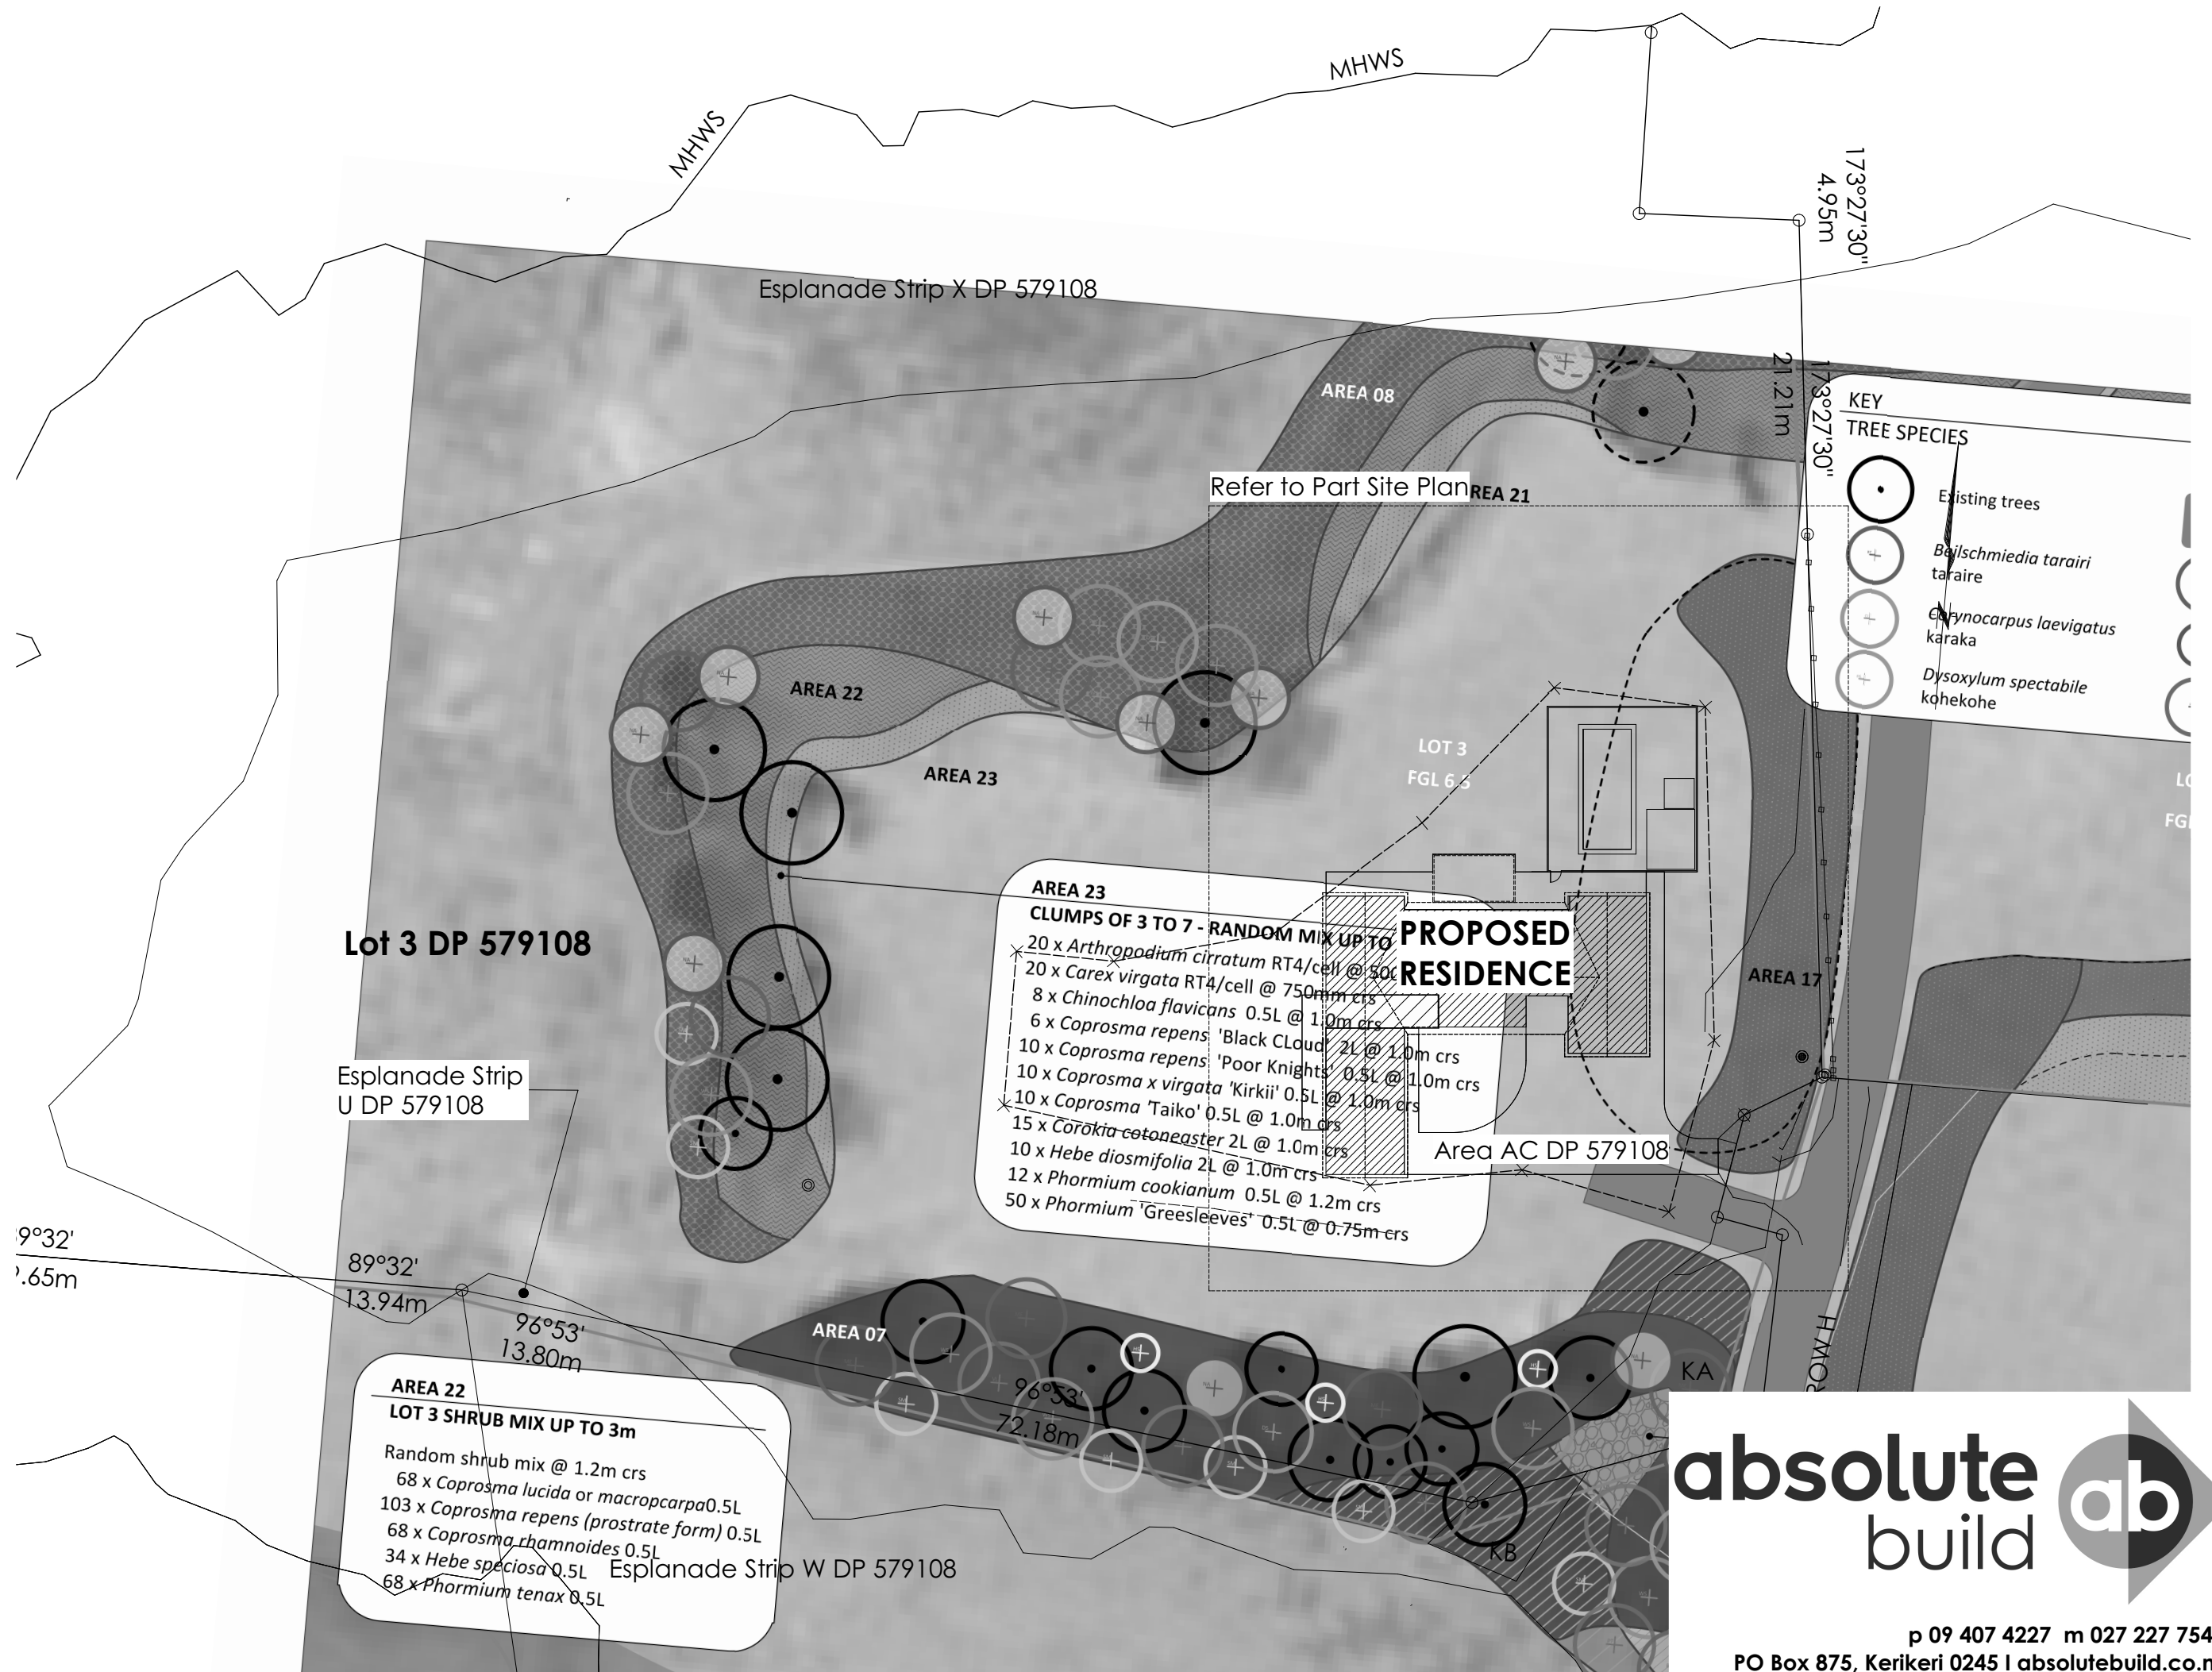 MHWS
MHWS
173°27'30"
4.95m
Esplanade Strip X DP 579108
173°27'30"
21.21m
AREA 08
KEY
TREE SPECIES
Existing trees
Beilschmiedia tarairi
taraire
Corynocarpus laevigatus
karaka
Dysoxylum spectabile
kohekohe
Refer to Part Site Plan
REA 21
AREA 22
AREA 23
LOT 3
FGL 6.5
LO
FGL
AREA 23
CLUMPS OF 3 TO 7 - RANDOM MIX UP TO
20 x Arthropodium cirratum RT4/cell @ 500
20 x Carex virgata RT4/cell @ 750mm crs
8 x Chinochloa flavicans 0.5L @ 1.0m crs
6 x Coprosma repens 'Black CLoud' 2L @ 1.0m crs
10 x Coprosma repens 'Poor Knights' 0.5L @ 1.0m crs
10 x Coprosma x virgata 'Kirkii' 0.5L @ 1.0m crs
10 x Coprosma 'Taiko' 0.5L @ 1.0m crs
15 x Corokia cotoneaster 2L @ 1.0m crs
10 x Hebe diosmifolia 2L @ 1.0m crs
12 x Phormium cookianum 0.5L @ 1.2m crs
50 x Phormium 'Greesleeves' 0.5L @ 0.75m crs
PROPOSED
RESIDENCE
AREA 17
Lot 3 DP 579108
Esplanade Strip
U DP 579108
Area AC DP 579108
9°32'
.65m
89°32'
13.94m
96°53'
13.80m
AREA 07
96°53'
72.18m
ROW H
KA
KB
AREA 22
LOT 3 SHRUB MIX UP TO 3m
Random shrub mix @ 1.2m crs
68 x Coprosma lucida or macropcarpa0.5L
103 x Coprosma repens (prostrate form) 0.5L
68 x Coprosma rhamnoides 0.5L
34 x Hebe speciosa 0.5L
68 x Phormium tenax 0.5L
Esplanade Strip W DP 579108
absolute
build
ab
p 09 407 4227 m 027 227 754
PO Box 875, Kerikeri 0245 I absolutebuild.co.n